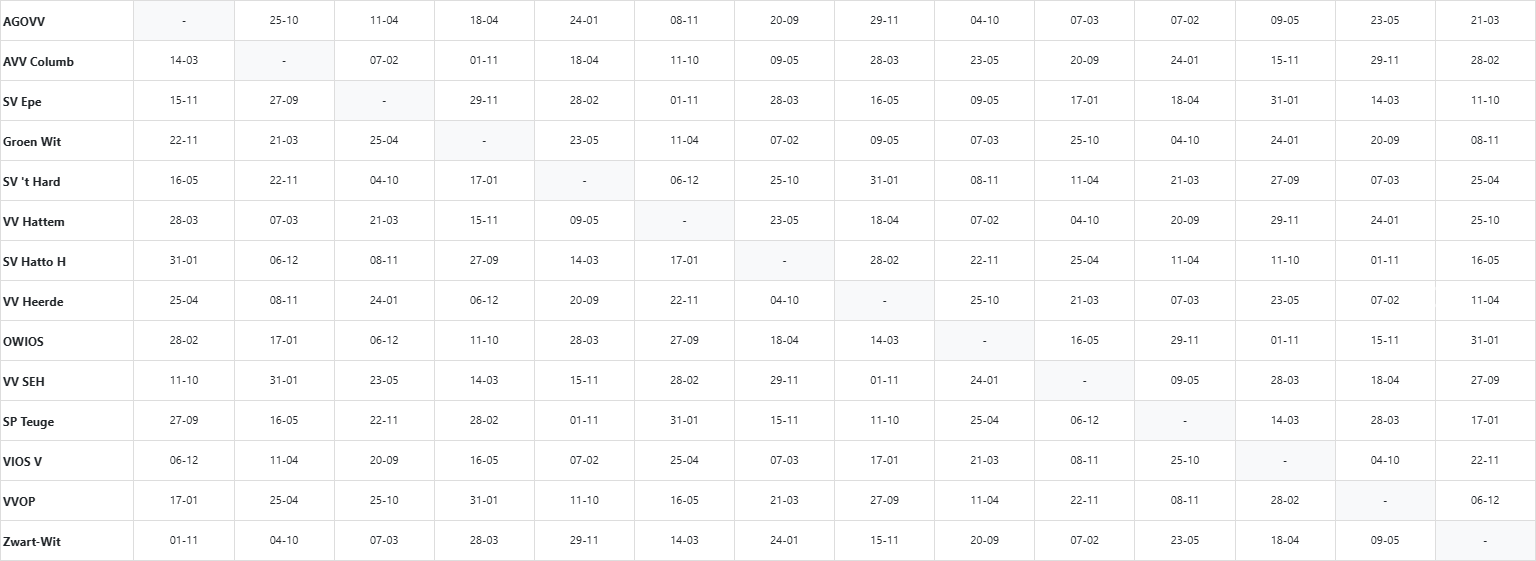 AGOVV - 25-10 11-04 18-04 24-01 08-11 20-09 29-11 04-10 07-03 07-02 09-05 23-05 21-03
AVV Columb 14-03 - 07-02 01-11 18-04 11-10 09-05 28-03 23-05 20-09 24-01 15-11 29-11 28-02
SV Epe 15-11 27-09 - 29-11 28-02 01-11 28-03 16-05 09-05 17-01 18-04 31-01 14-03 11-10
Groen Wit 22-11 21-03 25-04 - 23-05 11-04 07-02 09-05 07-03 25-10 04-10 24-01 20-09 08-11
SV 't Hard 16-05 22-11 04-10 17-01 - 06-12 25-10 31-01 08-11 11-04 21-03 27-09 07-03 25-04
VV Hattem 28-03 07-03 21-03 15-11 09-05 - 23-05 18-04 07-02 04-10 20-09 29-11 24-01 25-10
SV Hatto H 31-01 06-12 08-11 27-09 14-03 17-01 - 28-02 22-11 25-04 11-04 11-10 01-11 16-05
VV Heerde 25-04 08-11 24-01 06-12 20-09 22-11 04-10 - 25-10 21-03 07-03 23-05 07-02 11-04
OWIOS 28-02 17-01 06-12 11-10 28-03 27-09 18-04 14-03 - 16-05 29-11 01-11 15-11 31-01
VV SEH 11-10 31-01 23-05 14-03 15-11 28-02 29-11 01-11 24-01 - 09-05 28-03 18-04 27-09
SP Teuge 27-09 16-05 22-11 28-02 01-11 31-01 15-11 11-10 25-04 06-12 - 14-03 28-03 17-01
VIOS V 06-12 11-04 20-09 16-05 07-02 25-04 07-03 17-01 21-03 08-11 25-10 - 04-10 22-11
VVOP 17-01 25-04 25-10 31-01 11-10 16-05 21-03 27-09 11-04 22-11 08-11 28-02 - 06-12
Zwart-Wit 01-11 04-10 07-03 28-03 29-11 14-03 24-01 15-11 20-09 07-02 23-05 18-04 09-05 -